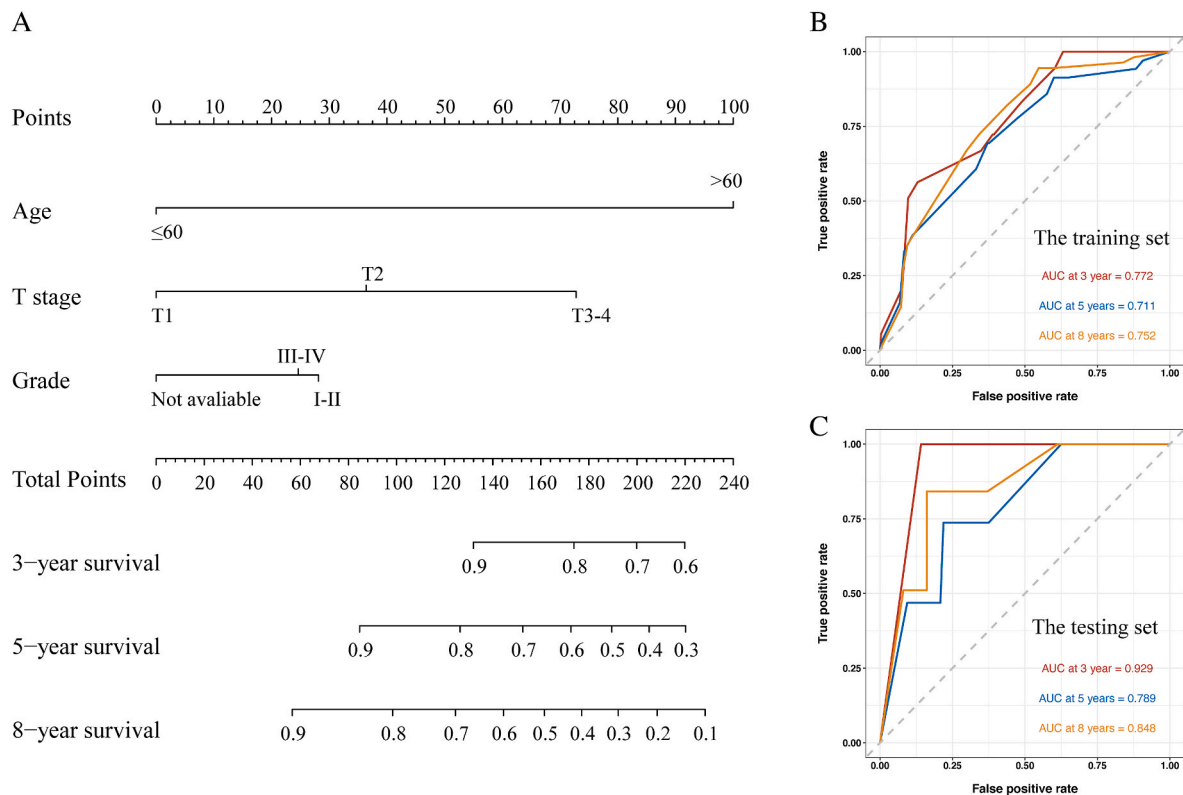 A
Points
0 10 20 30 40 50 60 70 80 90 100
Age
>60
≤60
T stage
T2
T1 T3-4
Grade
III-IV
Not avaliable I-II
Total Points
0 20 40 60 80 100 120 140 160 180 200 220 240
3−year survival
0.9 0.8 0.7 0.6
5−year survival
0.9 0.8 0.7 0.6 0.5 0.4 0.3
8−year survival
0.9 0.8 0.7 0.6 0.5 0.4 0.3 0.2 0.1
B
True positive rate
1.00
0.75
0.50
0.25
0.00
The training set
AUC at 3 year = 0.772
AUC at 5 years = 0.711
AUC at 8 years = 0.752
0.00 0.25 0.50 0.75 1.00
False positive rate
C
True positive rate
1.00
0.75
0.50
0.25
0.00
The testing set
AUC at 3 year = 0.929
AUC at 5 years = 0.789
AUC at 8 years = 0.848
0.00 0.25 0.50 0.75 1.00
False positive rate